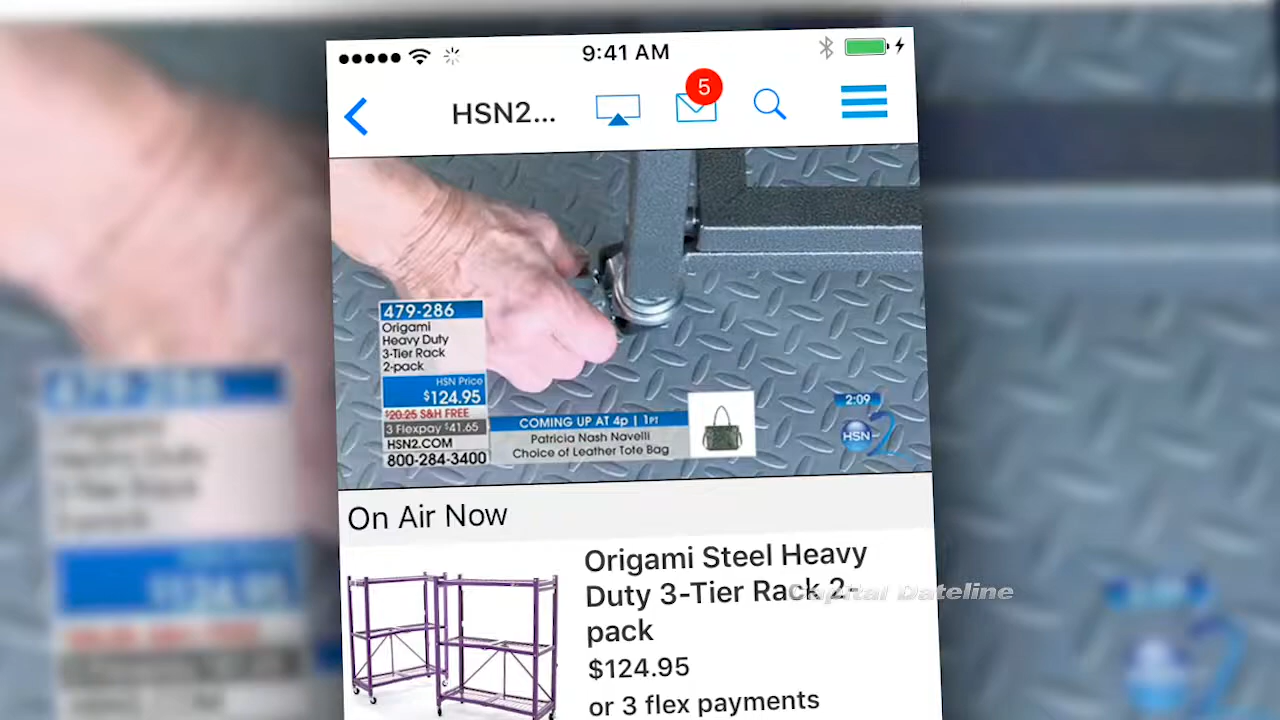 9:41 AM
HSN2...
5
479-286
Origami
Heavy Duty
3-Tier Rack
2-pack
HSN Price
$124.95
$20.25 S&H FREE
3 Flexpay $41.65
HSN2.COM
800-284-3400
COMING UP AT 4p | 1PT
Patricia Nash Navelli
Choice of Leather Tote Bag
2:09
HSN 2
On Air Now
Origami Steel Heavy
Duty 3-Tier Rack 2-
pack
$124.95
or 3 flex payments
Capital Dateline